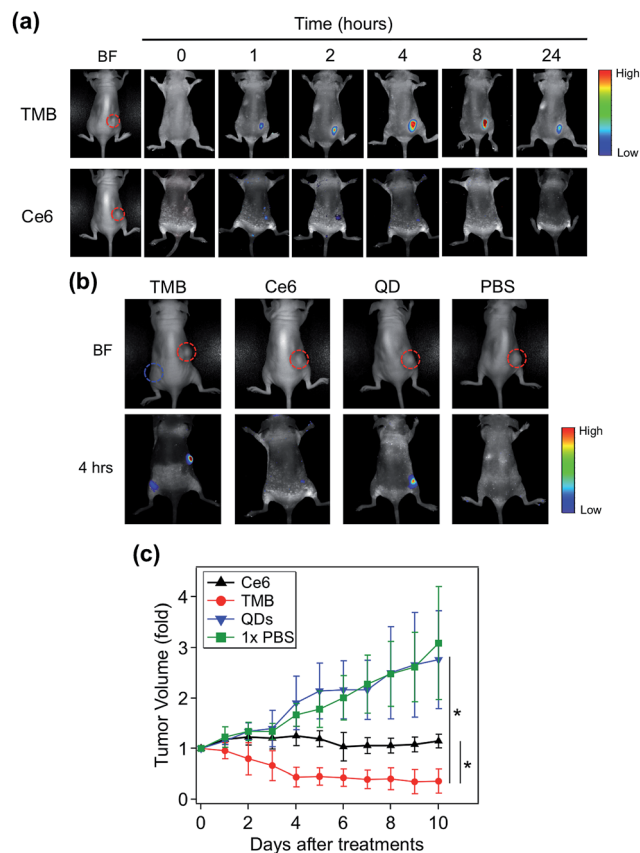 (a)
Time (hours)
BF 0 1 2 4 8 24
TMB
High
Low
Ce6
(b)
TMB Ce6 QD PBS
BF
4 hrs
High
Low
(c)
Tumor Volume (fold)
4
3
2
1
0
Ce6
TMB
QDs
1x PBS
*
*
0 2 4 6 8 10
Days after treatments